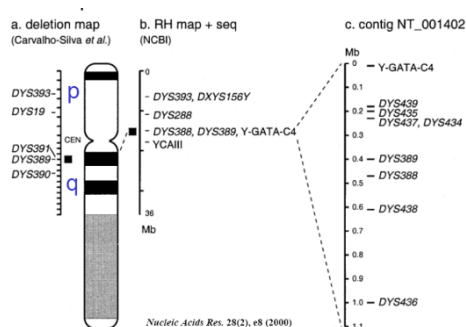 a. deletion map
(Carvalho-Silva et al.)
b. RH map + seq
(NCBI)
c. contig NT_001402
DYS393
DYS19
CEN
DYS391
DYS389
DYS390
p
q
0
DYS393, DXYS156Y
DYS288
DYS388, DYS389, Y-GATA-C4
YCAIII
36
Mb
Mb
0
0.1
0.2
0.3
0.4
0.5
0.6
0.7
0.8
0.9
1.0
1.1
Y-GATA-C4
DYS439
DYS435
DYS437, DYS434
DYS389
DYS388
DYS438
DYS436
Nucleic Acids Res. 28(2), e8 (2000)